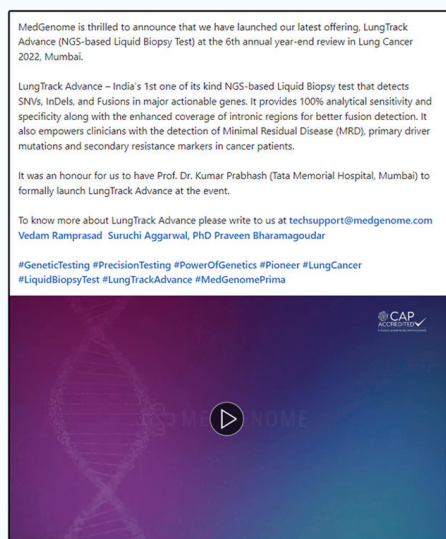 MedGenome is thrilled to announce that we have launched our latest offering, LungTrack
Advance (NGS-based Liquid Biopsy Test) at the 6th annual year-end review in Lung Cancer
2022, Mumbai.
LungTrack Advance – India's 1st one of its kind NGS-based Liquid Biopsy test that detects
SNVs, InDels, and Fusions in major actionable genes. It provides 100% analytical sensitivity and
specificity along with the enhanced coverage of intronic regions for better fusion detection. It
also empowers clinicians with the detection of Minimal Residual Disease (MRD), primary driver
mutations and secondary resistance markers in cancer patients.
It was an honour for us to have Prof. Dr. Kumar Prabhash (Tata Memorial Hospital, Mumbai) to
formally launch LungTrack Advance at the event.
To know more about LungTrack Advance please write to us at techsupport@medgenome.com
Vedam Ramprasad Suruchi Aggarwal, PhD Praveen Bharamagoudar
#GeneticTesting #PrecisionTesting #PowerOfGenetics #Pioneer #LungCancer
#LiquidBiopsyTest #LungTrackAdvance #MedGenomePrima
CAP
ACCREDITED
MEDGENOME